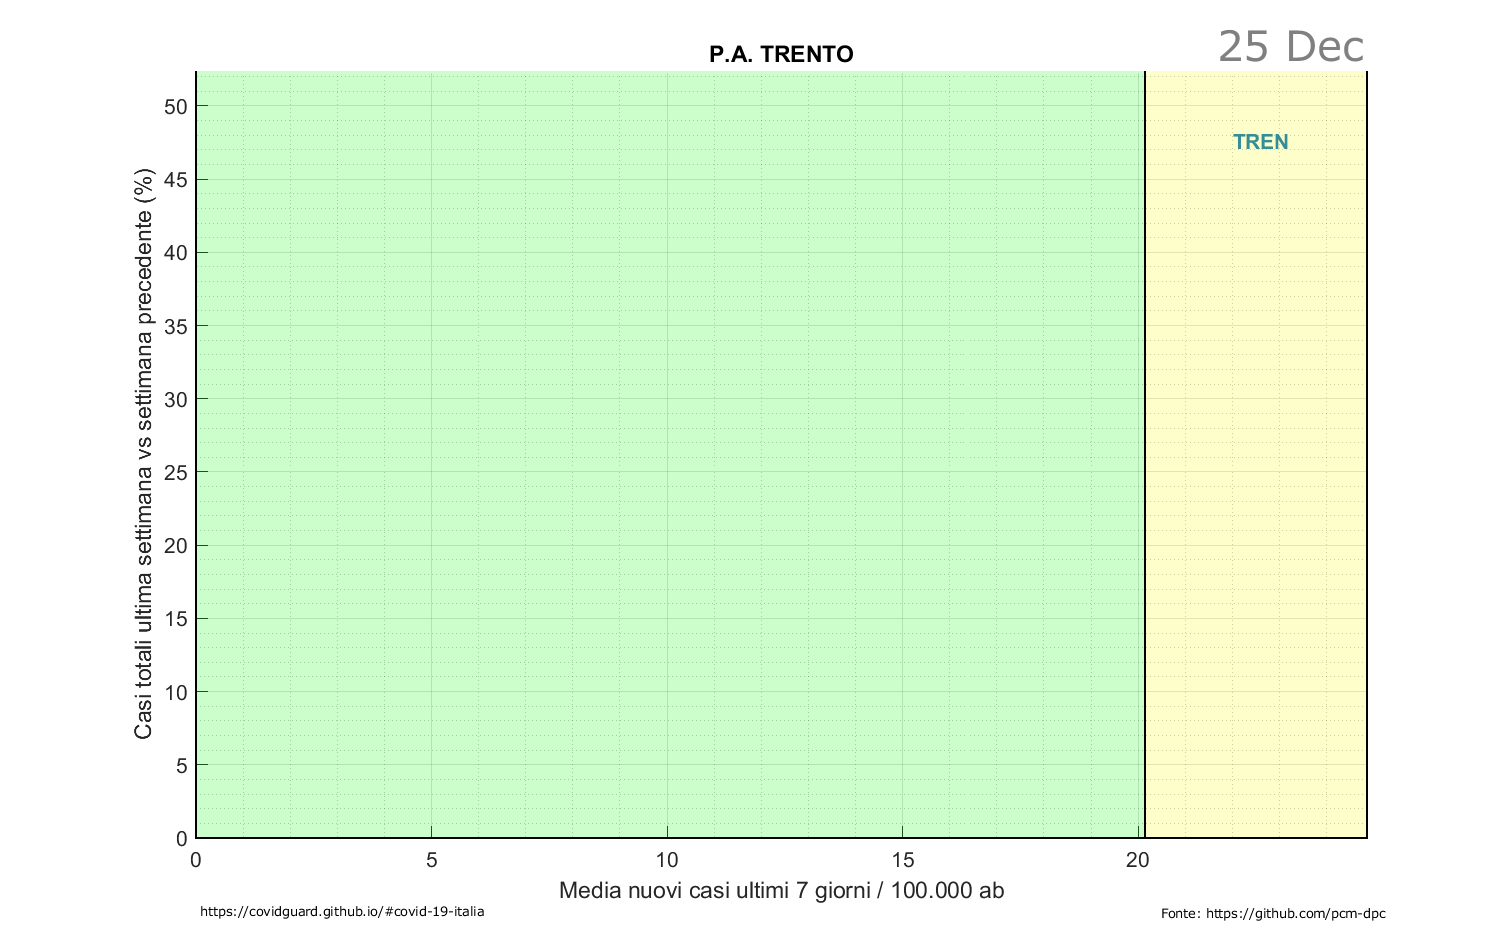 P.A. TRENTO
25 Dec
TREN
Casi totali ultima settimana vs settimana precedente (%)
50
45
40
35
30
25
20
15
10
5
0
0 5 10 15 20
Media nuovi casi ultimi 7 giorni / 100.000 ab
https://covidguard.github.io/#covid-19-italia
Fonte: https://github.com/pcm-dpc